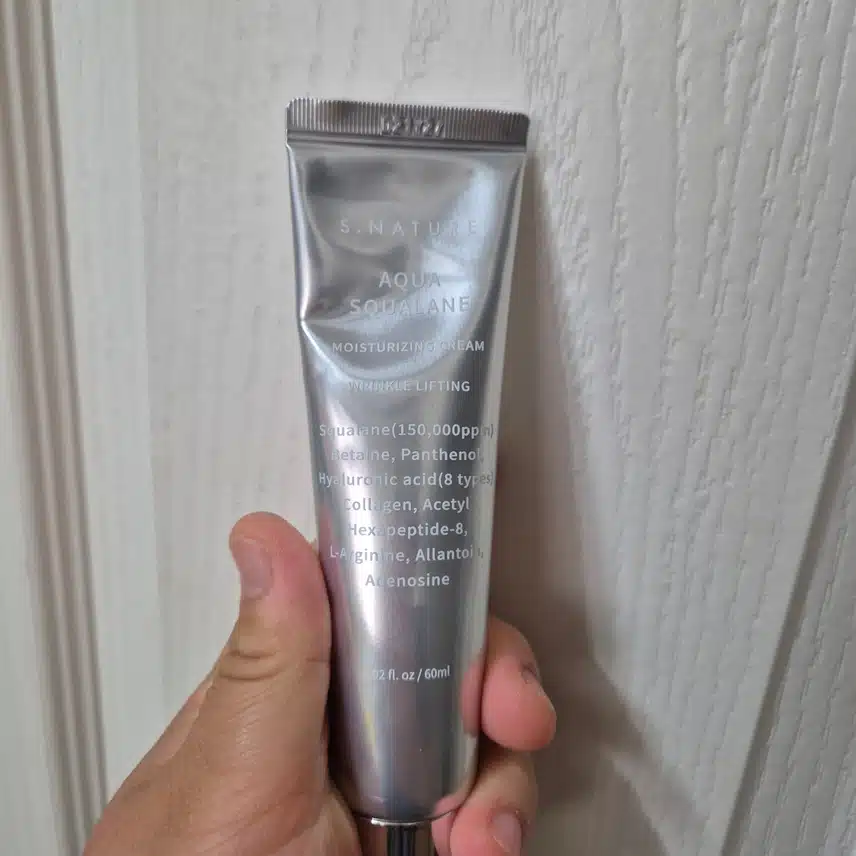 S.NATURE
AQUA
SQUALANE
MOISTURIZING CREAM
WRINKLE LIFTING
Squalane(150,000ppm)
Betaine, Panthenol,
Hyaluronic acid(8 types)
Collagen, Acetyl
Hexapeptide-8,
L-Arginine, Allantoin,
Adenosine
02 fl. oz / 60ml